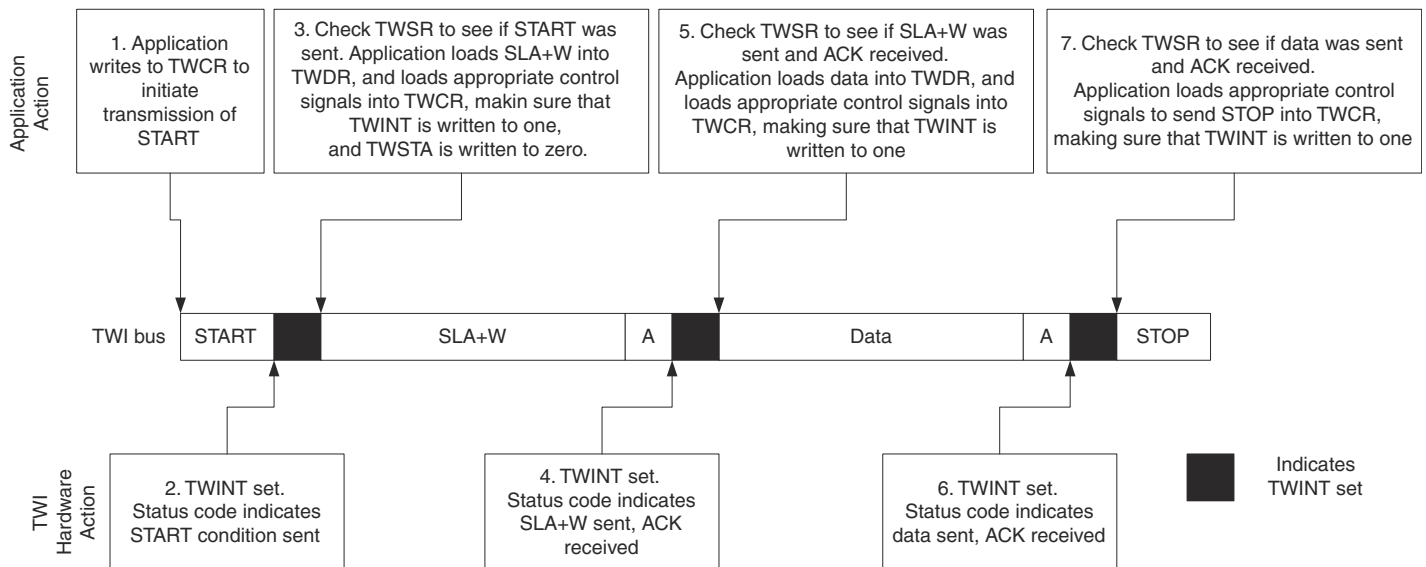 Application
Action
1. Application
writes to TWCR to
initiate
transmission of
START
3. Check TWSR to see if START was
sent. Application loads SLA+W into
TWDR, and loads appropriate control
signals into TWCR, makin sure that
TWINT is written to one,
and TWSTA is written to zero.
5. Check TWSR to see if SLA+W was
sent and ACK received.
Application loads data into TWDR, and
loads appropriate control signals into
TWCR, making sure that TWINT is
written to one
7. Check TWSR to see if data was sent
and ACK received.
Application loads appropriate control
signals to send STOP into TWCR,
making sure that TWINT is written to one
TWI bus
START
SLA+W
A
Data
A
STOP
TWI
Hardware
Action
2. TWINT set.
Status code indicates
START condition sent
4. TWINT set.
Status code indicates
SLA+W sent, ACK
received
6. TWINT set.
Status code indicates
data sent, ACK received
Indicates
TWINT set